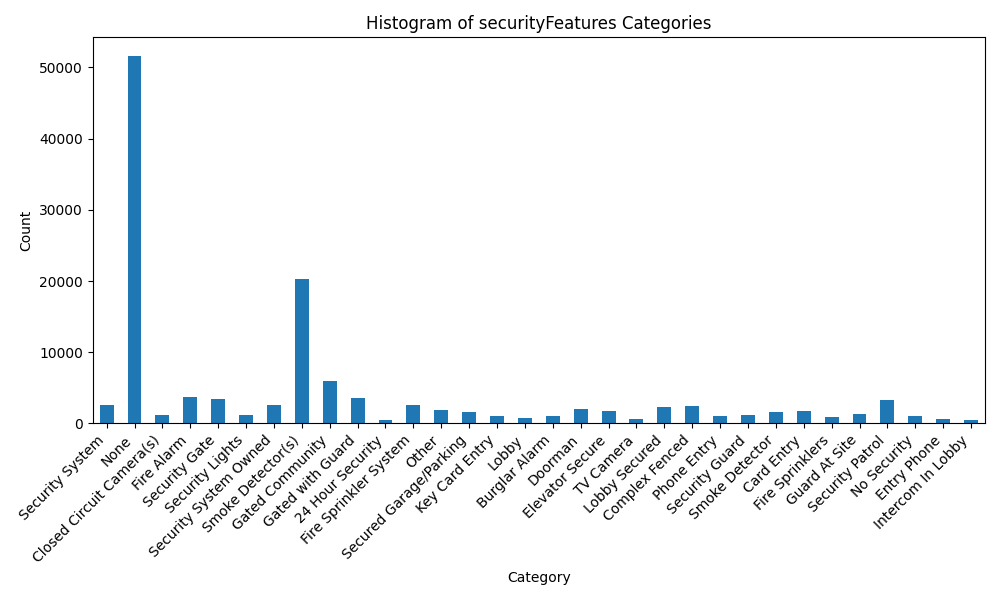 Histogram of securityFeatures Categories
Count
50000
40000
30000
20000
10000
0
Security System
None
Closed Circuit Camera(s)
Fire Alarm
Security Gate
Security Lights
Security System Owned
Smoke Detector(s)
Gated Community
Gated with Guard
24 Hour Security
Fire Sprinkler System
Other
Secured Garage/Parking
Key Card Entry
Lobby
Burglar Alarm
Doorman
Elevator Secure
TV Camera
Lobby Secured
Complex Fenced
Phone Entry
Security Guard
Smoke Detector
Card Entry
Fire Sprinklers
Guard At Site
Security Patrol
No Security
Entry Phone
Intercom In Lobby
Category